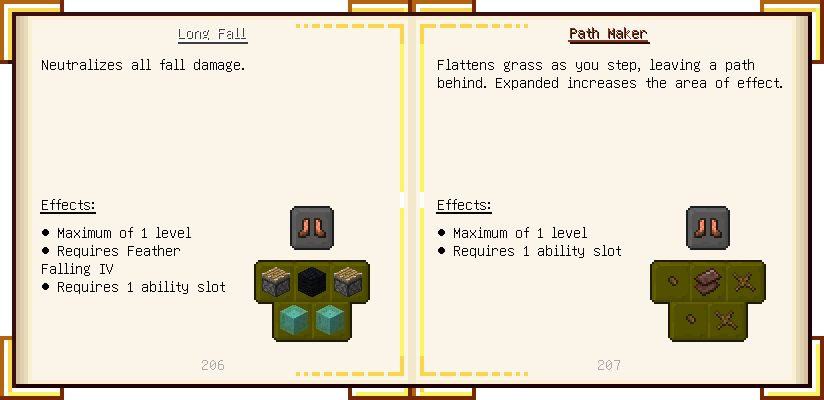 Long Fall
Neutralizes all fall damage.
Effects:
● Maximum of 1 level
● Requires Feather
Falling IV
● Requires 1 ability slot
206
Path Maker
Flattens grass as you step, leaving a path
behind. Expanded increases the area of effect.
Effects:
● Maximum of 1 level
● Requires 1 ability slot
207